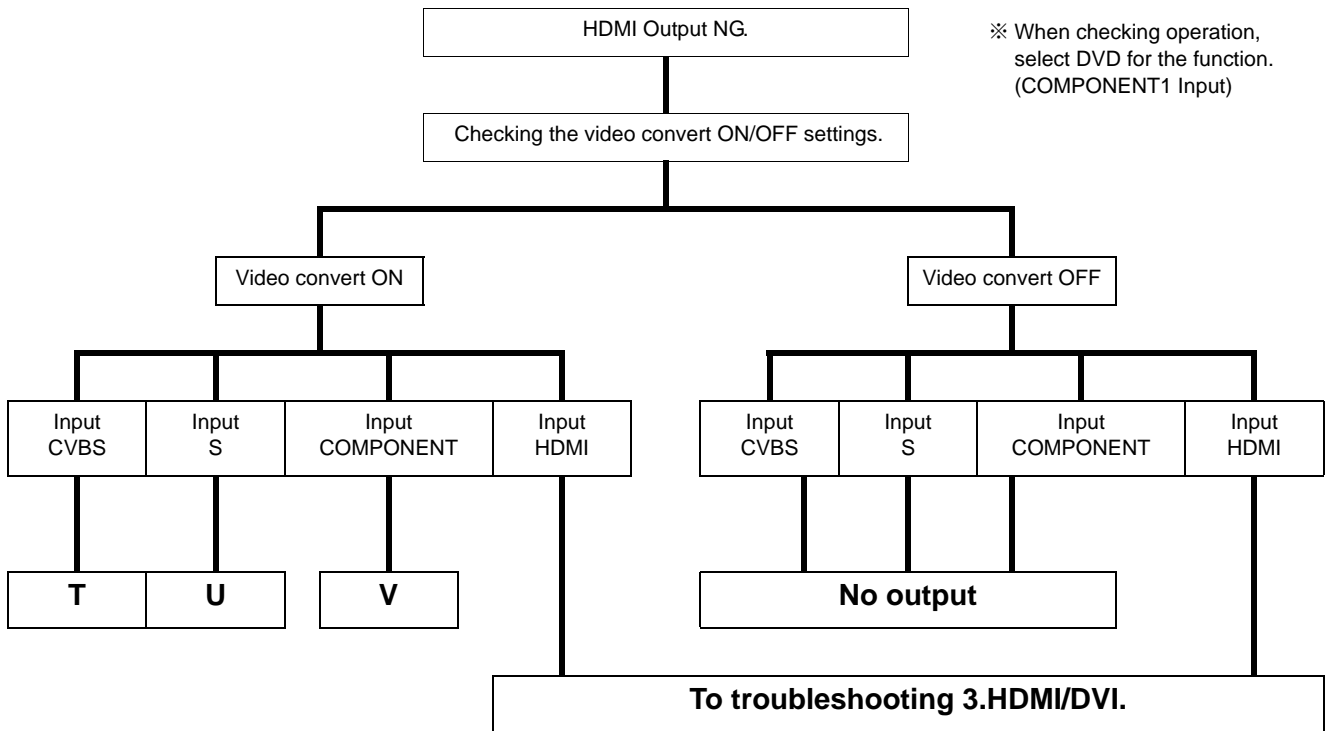 HDMI Output NG.
※ When checking operation,
select DVD for the function.
(COMPONENT1 Input)
Checking the video convert ON/OFF settings.
Video convert ON
Video convert OFF
Input
CVBS
Input
S
Input
COMPONENT
Input
HDMI
Input
CVBS
Input
S
Input
COMPONENT
Input
HDMI
T
U
V
No output
To troubleshooting 3.HDMI/DVI.